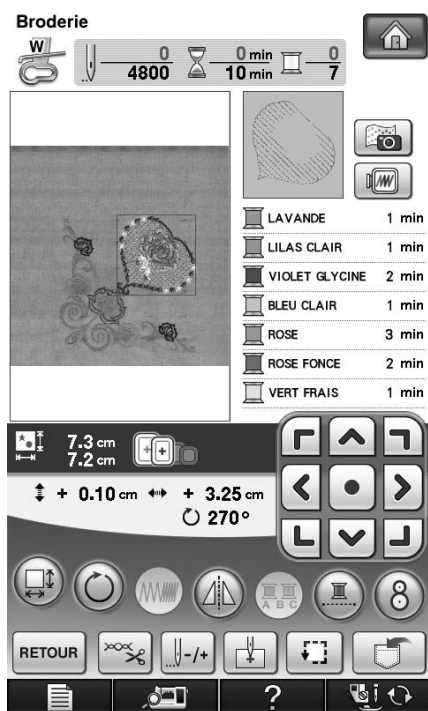 Broderie
W
0
4800
0 min
10 min
0
7
LAVANDE 1 min
LILAS CLAIR 1 min
VIOLET GLYCINE 2 min
BLEU CLAIR 1 min
ROSE 3 min
ROSE FONCE 2 min
VERT FRAIS 1 min
7.3 cm
7.2 cm
+ 0.10 cm + 3.25 cm
270°
A B C
8
RETOUR
-/+
?